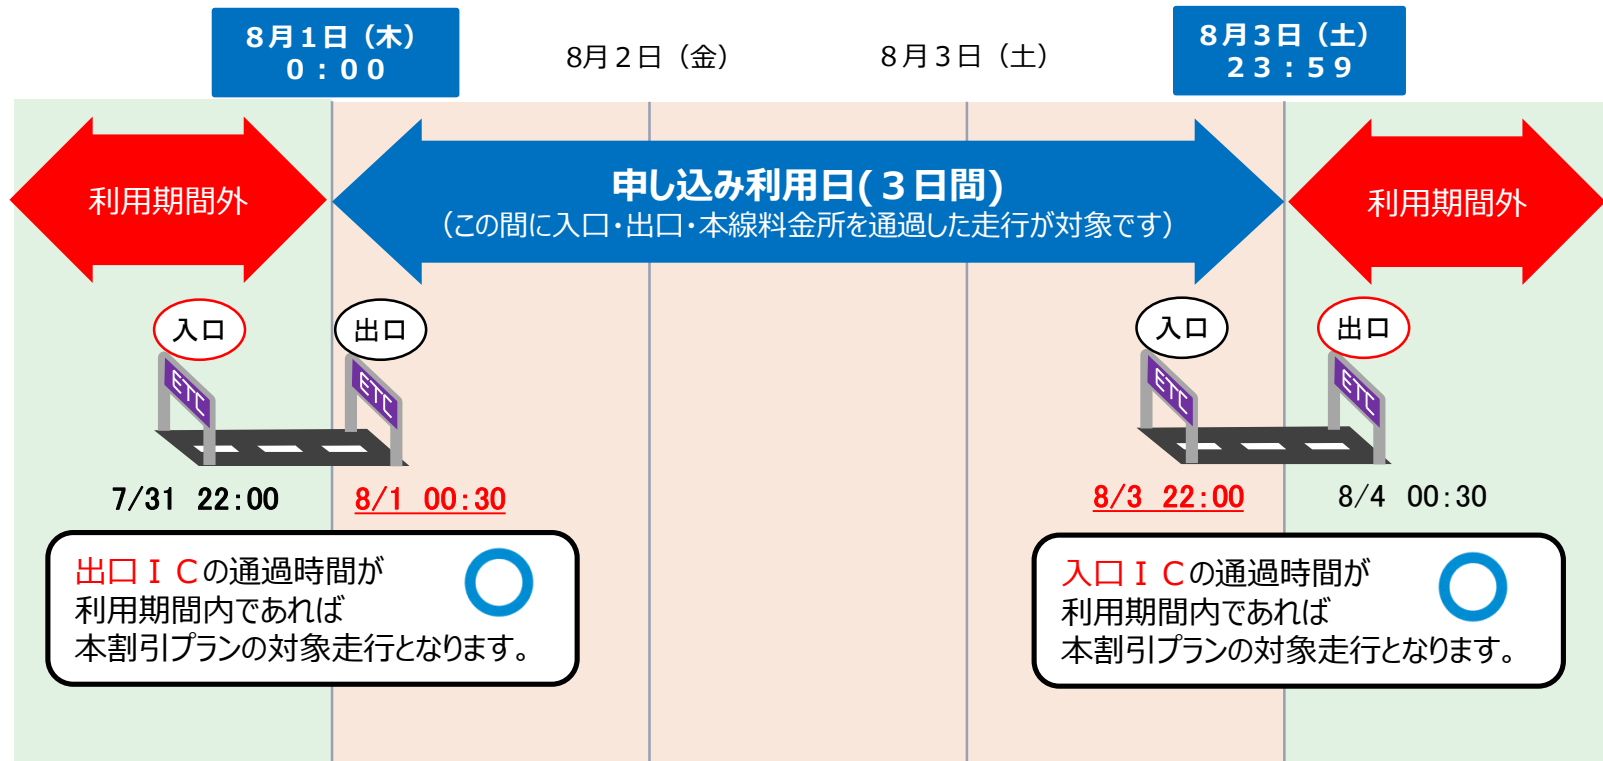 8月1日（木）
0：00
8月2日（金）
8月3日（土）
8月3日（土）
23：59
利用期間外
申し込み利用日(３日間)
（この間に入口・出口・本線料金所を通過した走行が対象です）
利用期間外
入口
出口
入口
出口
ETC
ETC
ETC
ETC
7/31 22:00
8/1 00:30
8/3 22:00
8/4 00:30
出口ＩＣの通過時間が
利用期間内であれば
本割引プランの対象走行となります。
入口ＩＣの通過時間が
利用期間内であれば
本割引プランの対象走行となります。